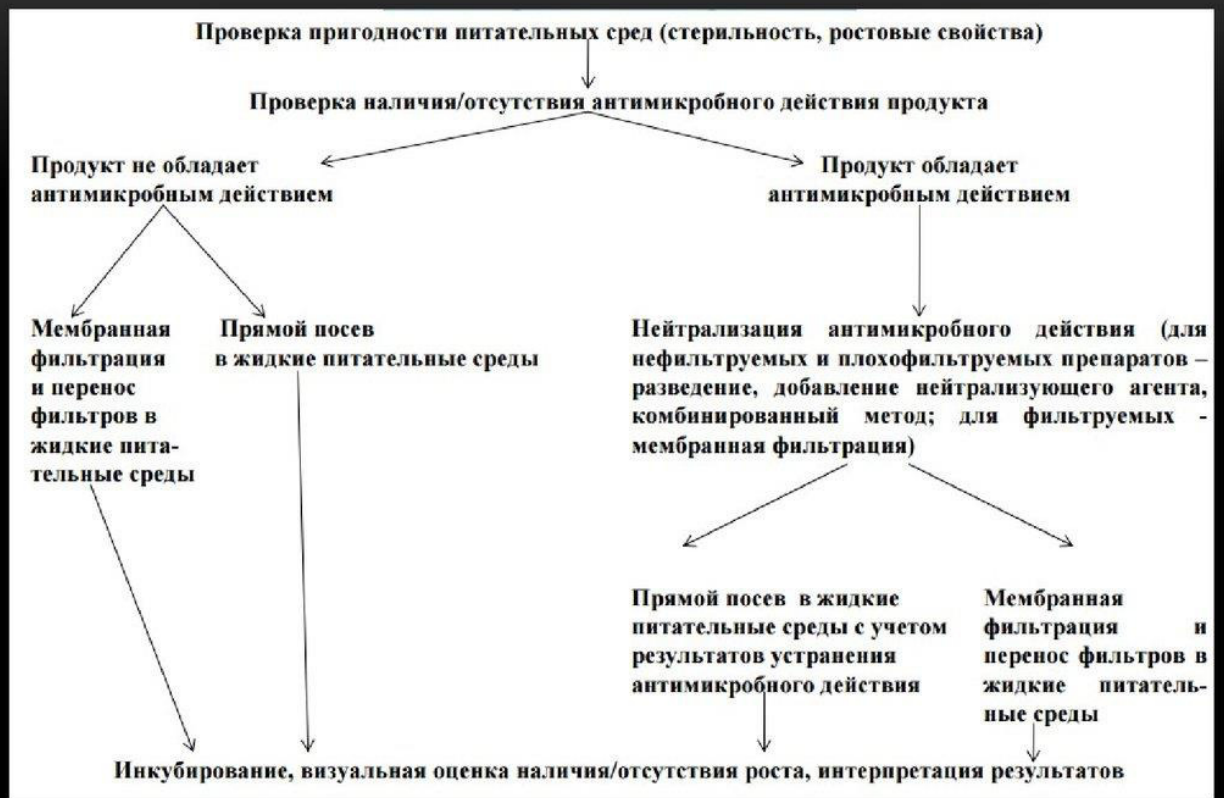 Проверка пригодности питательных сред (стерильность, ростовые свойства)
Проверка наличия/отсутствия антимикробного действия продукта
Продукт не обладает
антимикробным действием
Продукт обладает
антимикробным действием
Мембранная
фильтрация
и перенос
фильтров в
жидкие пита-
тельные среды
Прямой посев
в жидкие питательные среды
Нейтрализация антимикробного действия (для
нефильтруемых и плохофильтруемых препаратов –
разведение, добавление нейтрализующего агента,
комбинированный метод; для фильтруемых -
мембранная фильтрация)
Прямой посев в жидкие
питательные среды с учетом
результатов устранения
антимикробного действия
Мембранная
фильтрация и
перенос фильтров в
жидкие питатель-
ные среды
Инкубирование, визуальная оценка наличия/отсутствия роста, интерпретация результатов